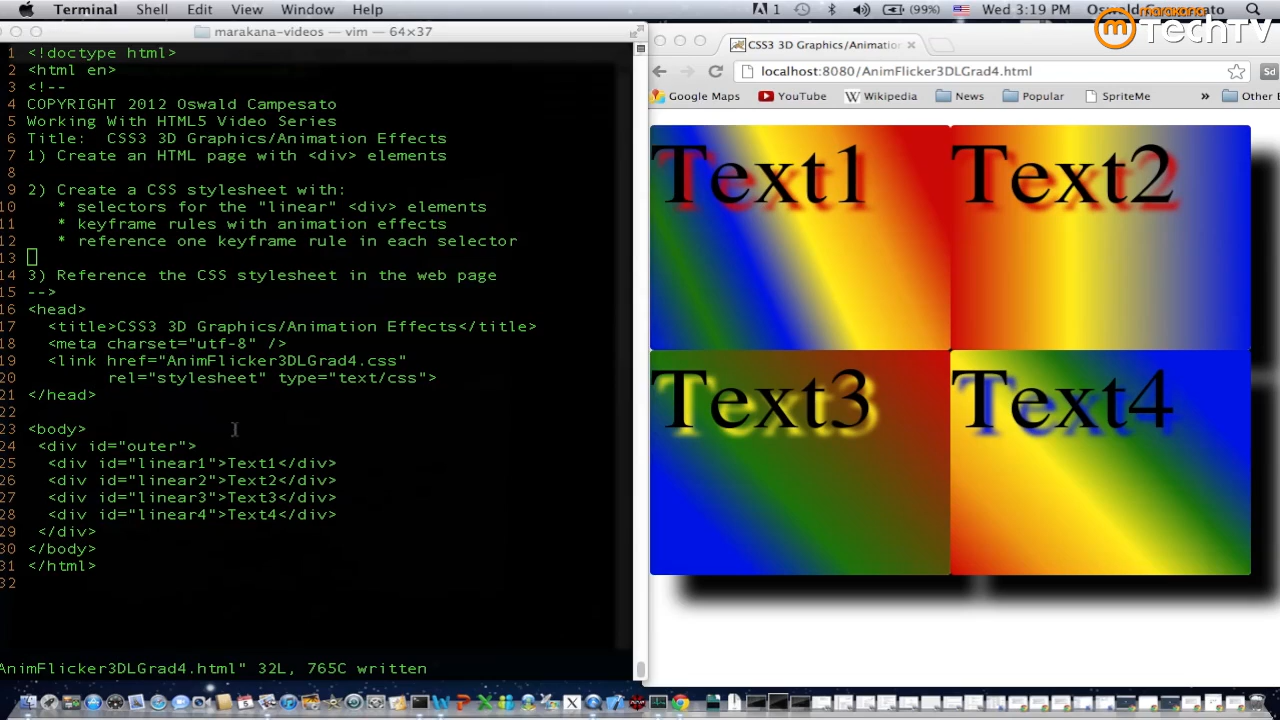 Terminal Shell Edit View Window Help
1 (99%) Wed 3:19 PM Oswald Campesato
marakana
TechTV
marakana-videos — vim — 64×37
1 <!doctype html>
2 <html en>
3 <!--
4 COPYRIGHT 2012 Oswald Campesato
5 Working With HTML5 Video Series
6 Title:  CSS3 3D Graphics/Animation Effects
7 1) Create an HTML page with <div> elements
8
9 2) Create a CSS stylesheet with:
10    * selectors for the "linear" <div> elements
11    * keyframe rules with animation effects
12    * reference one keyframe rule in each selector
13
14 3) Reference the CSS stylesheet in the web page
15 -->
16 <head>
17   <title>CSS3 3D Graphics/Animation Effects</title>
18   <meta charset="utf-8" />
19   <link href="AnimFlicker3DLGrad4.css"
20         rel="stylesheet" type="text/css">
21 </head>
22
23 <body>
24  <div id="outer">
25   <div id="linear1">Text1</div>
26   <div id="linear2">Text2</div>
27   <div id="linear3">Text3</div>
28   <div id="linear4">Text4</div>
29  </div>
30 </body>
31 </html>
32
AnimFlicker3DLGrad4.html" 32L, 765C written
CSS3 3D Graphics/Animation
localhost:8080/AnimFlicker3DLGrad4.html
Sd
Google Maps YouTube Wikipedia News Popular SpriteMe » Other
Text1 Text2
Text3 Text4